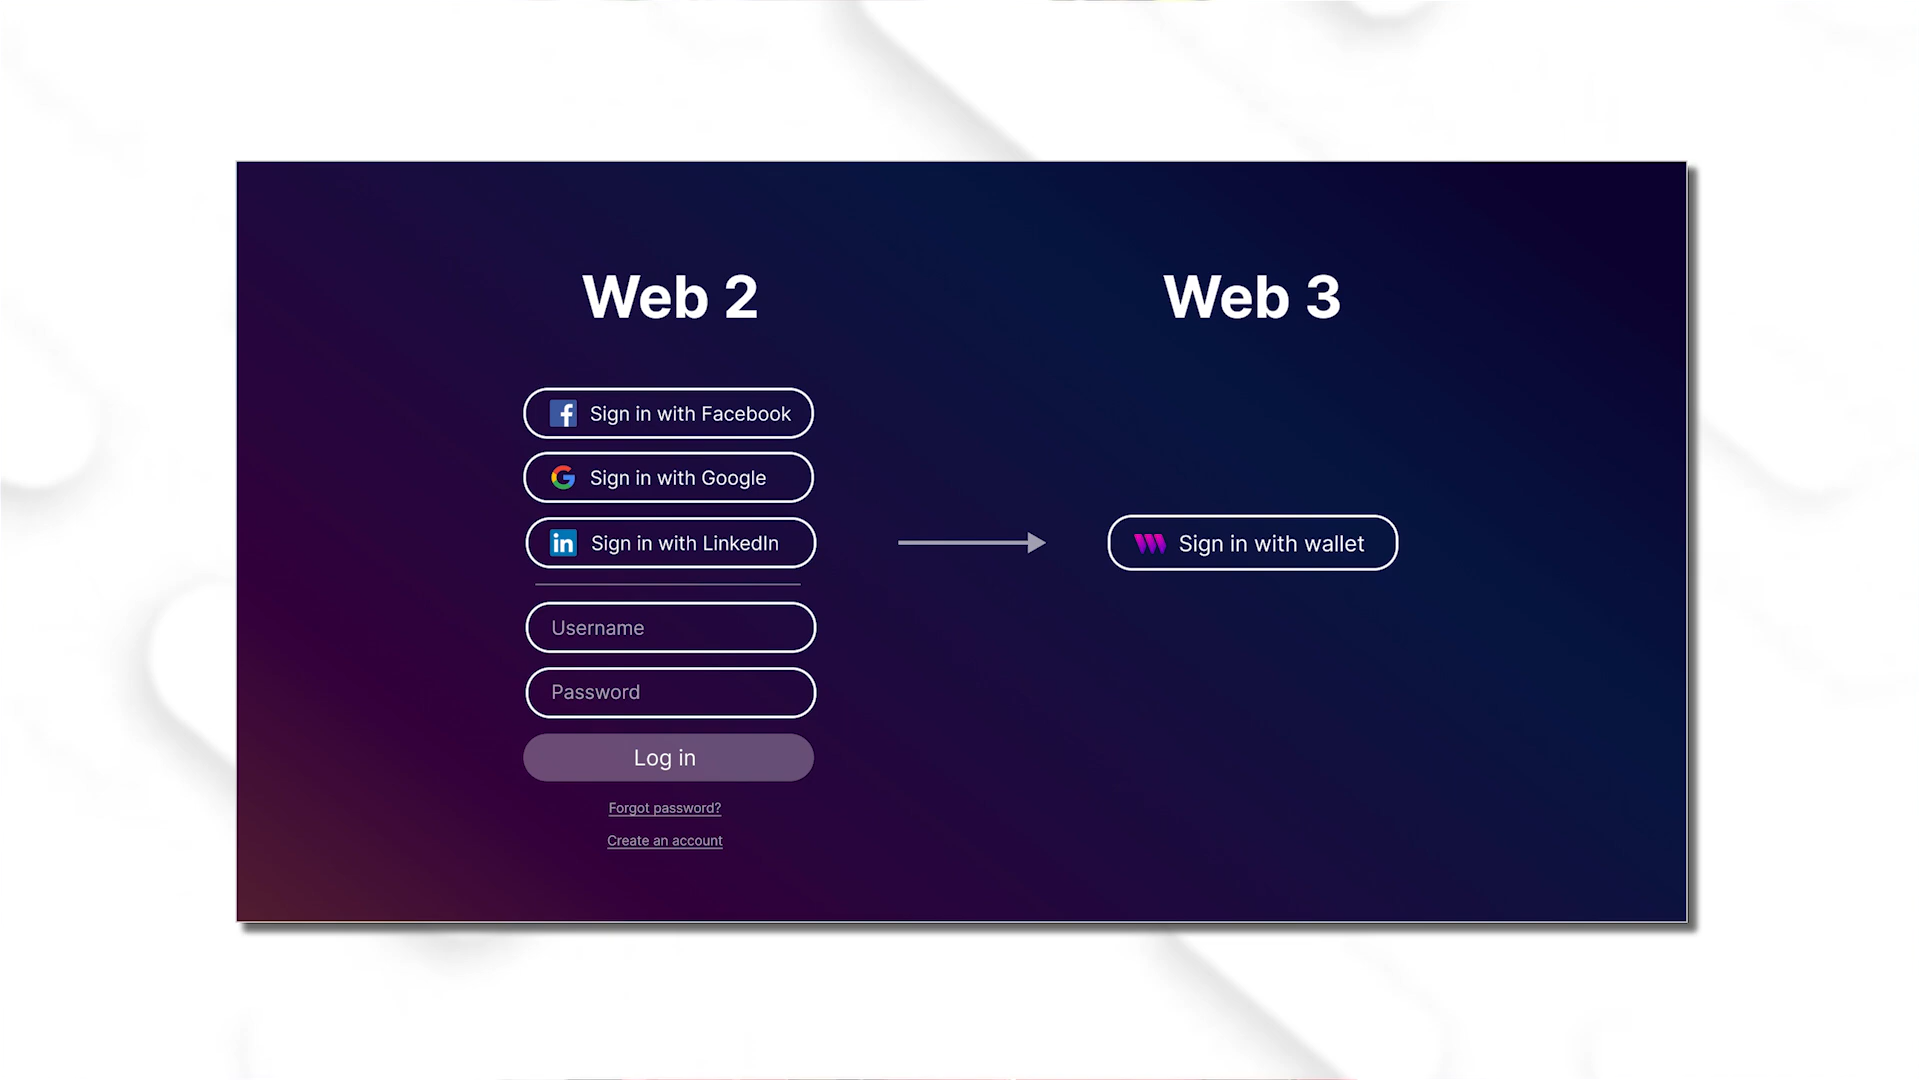 Web 2
Sign in with Facebook
Sign in with Google
Sign in with LinkedIn
Username
Password
Log in
Forgot password?
Create an account
Web 3
Sign in with wallet